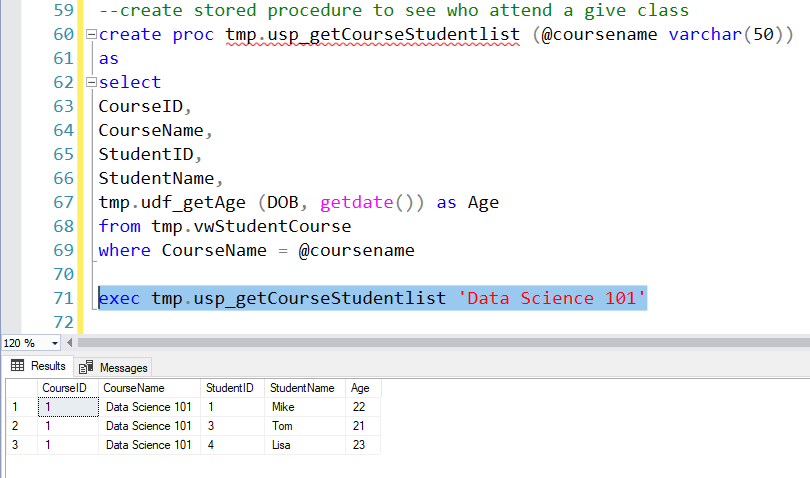 59 --create stored procedure to see who attend a give class
60 create proc tmp.usp_getCourseStudentlist (@coursename varchar(50))
61 as
62 select
63 CourseID,
64 CourseName,
65 StudentID,
66 StudentName,
67 tmp.udf_getAge (DOB, getdate()) as Age
68 from tmp.vwStudentCourse
69 where CourseName = @coursename
70
71 exec tmp.usp_getCourseStudentlist 'Data Science 101'
72
120 %
Results Messages
CourseID CourseName StudentID StudentName Age
1 1 Data Science 101 1 Mike 22
2 1 Data Science 101 3 Tom 21
3 1 Data Science 101 4 Lisa 23